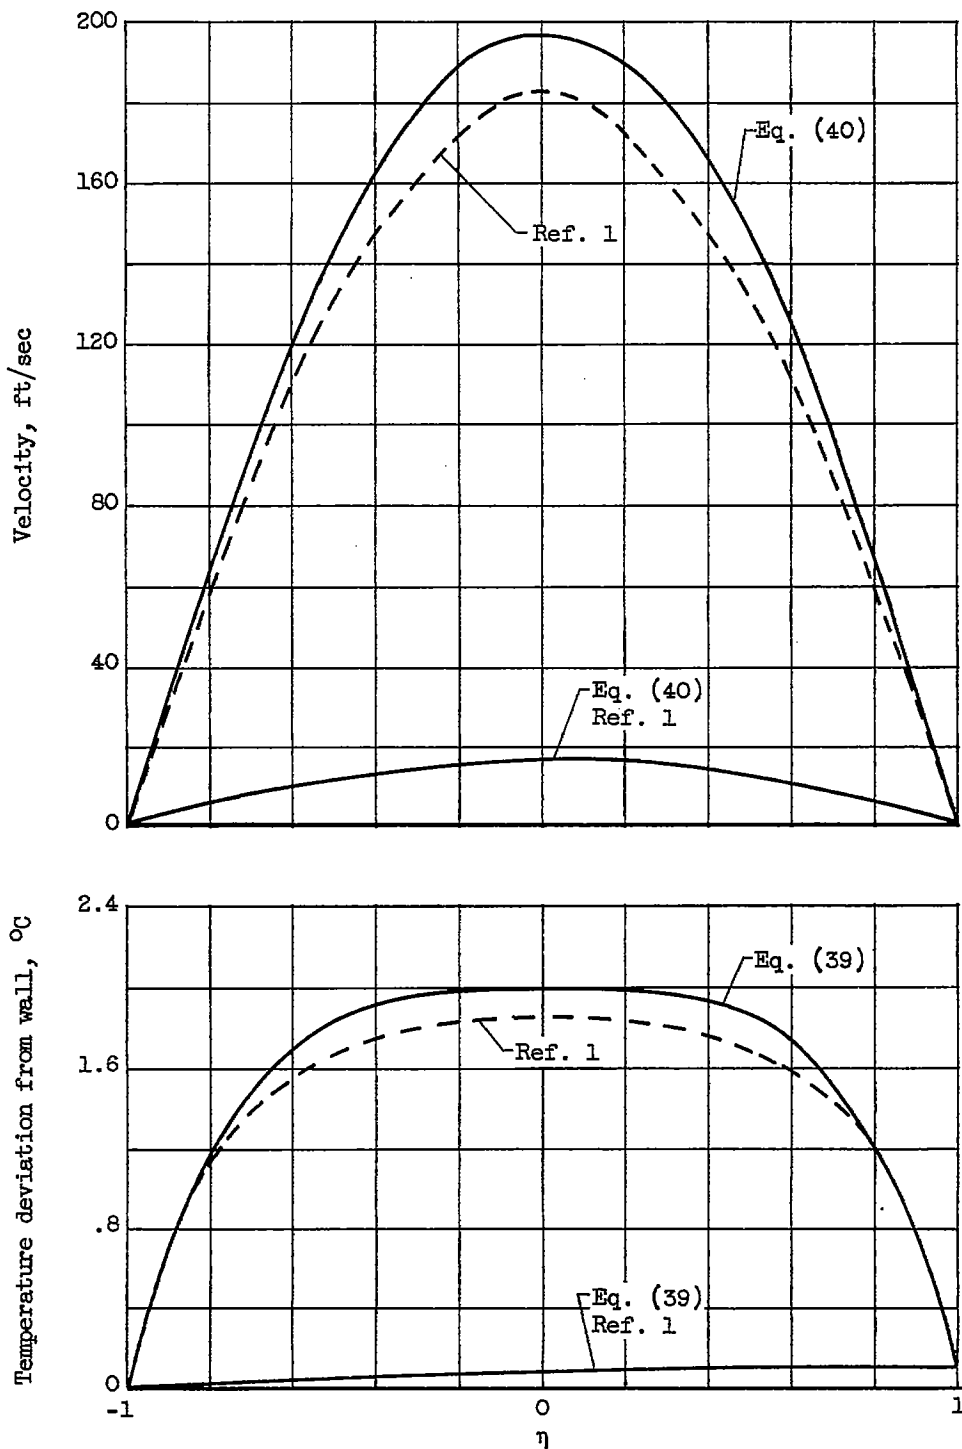 200
Eq. (40)
160
Ref. 1
120
Velocity, ft/sec
80
40
Eq. (40)
Ref. 1
0
2.4
Eq. (39)
Ref. 1
1.6
Temperature deviation from wall, °C
.8
Eq. (39)
Ref. 1
0
-1 0 1
η